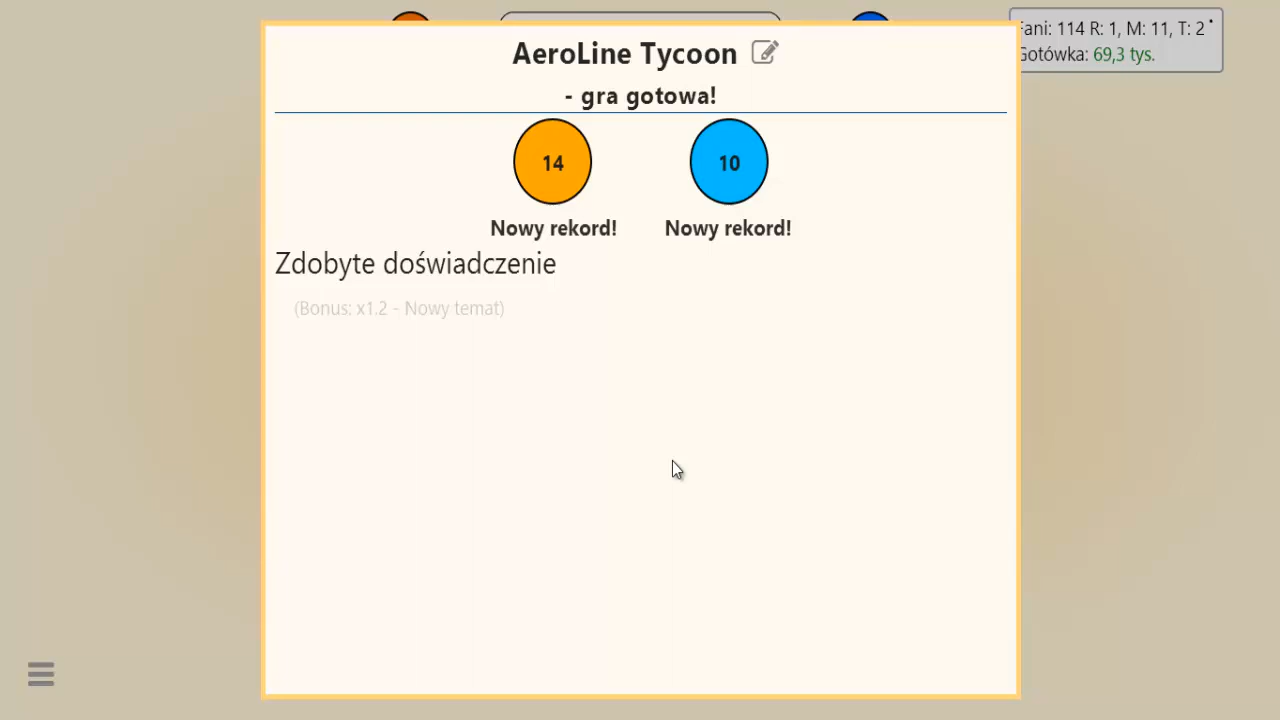 AeroLine Tycoon
- gra gotowa!
14
10
Nowy rekord!
Nowy rekord!
Zdobyte doświadczenie
(Bonus: x1.2 - Nowy temat)
Fani: 114 R: 1, M: 11, T: 2
Gotówka: 69,3 tys.